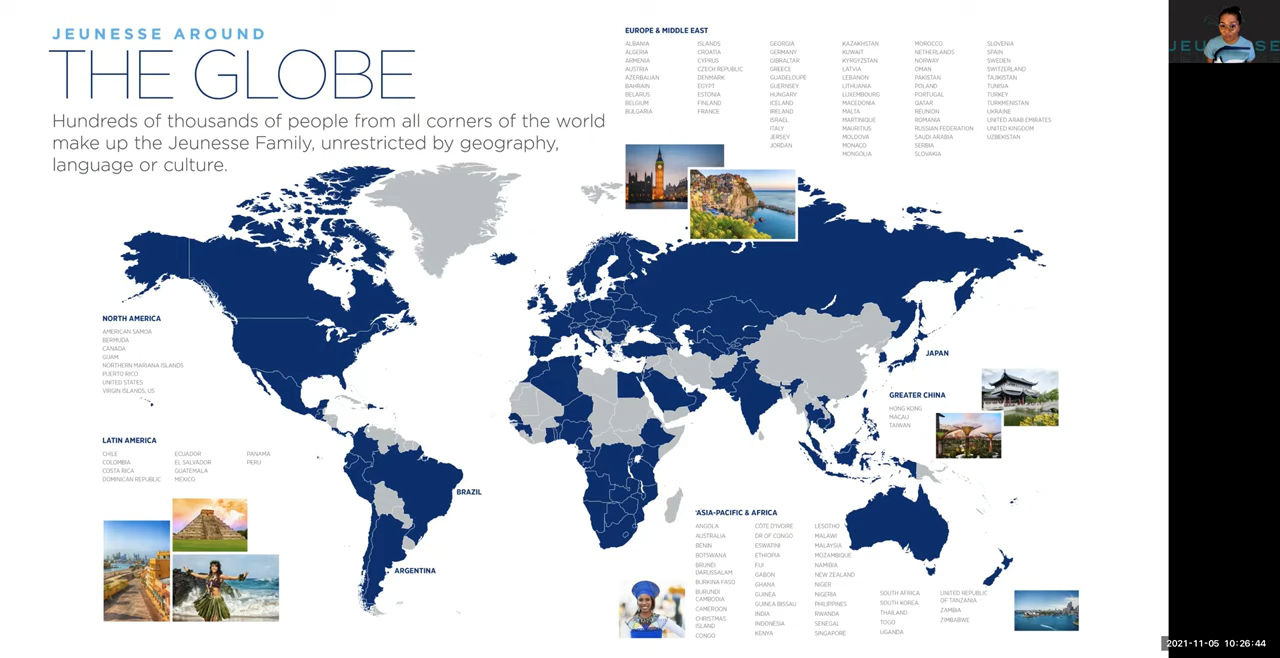 JEUNESSE AROUND
THE GLOBE
Hundreds of thousands of people from all corners of the world
make up the Jeunesse Family, unrestricted by geography,
language or culture.
EUROPE & MIDDLE EAST
ALBANIA
ALGERIA
ARMENIA
AUSTRIA
AZERBAIJAN
BAHRAIN
BELARUS
BELGIUM
BULGARIA
ISLANDS
CROATIA
CYPRUS
CZECH REPUBLIC
DENMARK
EGYPT
ESTONIA
FINLAND
FRANCE
GEORGIA
GERMANY
GIBRALTAR
GREECE
GUADELOUPE
GUERNSEY
HUNGARY
ICELAND
IRELAND
ISRAEL
ITALY
JERSEY
JORDAN
KAZAKHSTAN
KUWAIT
KYRGYZSTAN
LATVIA
LEBANON
LITHUANIA
LUXEMBOURG
MACEDONIA
MALTA
MARTINIQUE
MAURITIUS
MOLDOVA
MONACO
MONGOLIA
MOROCCO
NETHERLANDS
NORWAY
OMAN
PAKISTAN
POLAND
PORTUGAL
QATAR
REUNION
ROMANIA
RUSSIAN FEDERATION
SAUDI ARABIA
SERBIA
SLOVAKIA
SLOVENIA
SPAIN
SWEDEN
SWITZERLAND
TAJIKISTAN
TUNISIA
TURKEY
TURKMENISTAN
UKRAINE
UNITED ARAB EMIRATES
UNITED KINGDOM
UZBEKISTAN
NORTH AMERICA
AMERICAN SAMOA
BERMUDA
CANADA
GUAM
NORTHERN MARIANA ISLANDS
PUERTO RICO
UNITED STATES
VIRGIN ISLANDS, US
JAPAN
GREATER CHINA
HONG KONG
MACAU
TAIWAN
LATIN AMERICA
CHILE
COLOMBIA
COSTA RICA
DOMINICAN REPUBLIC
ECUADOR
EL SALVADOR
GUATEMALA
MEXICO
PANAMA
PERU
BRAZIL
ARGENTINA
'ASIA-PACIFIC & AFRICA
ANGOLA
AUSTRALIA
BENIN
BOTSWANA
BRUNEI
DARUSSALAM
BURKINA FASO
BURUNDI
CAMBODIA
CAMEROON
CHRISTMAS
ISLAND
CONGO
CÔTE D'IVOIRE
DR OF CONGO
ESWATINI
ETHIOPIA
FIJI
GABON
GHANA
GUINEA
GUINEA BISSAU
INDIA
INDONESIA
KENYA
LESOTHO
MALAWI
MALAYSIA
MOZAMBIQUE
NAMIBIA
NEW ZEALAND
NIGER
NIGERIA
PHILIPPINES
RWANDA
SENEGAL
SINGAPORE
SOUTH AFRICA
SOUTH KOREA
THAILAND
TOGO
UGANDA
UNITED REPUBLIC
OF TANZANIA
ZAMBIA
ZIMBABWE
2021-11-05 10:26:44